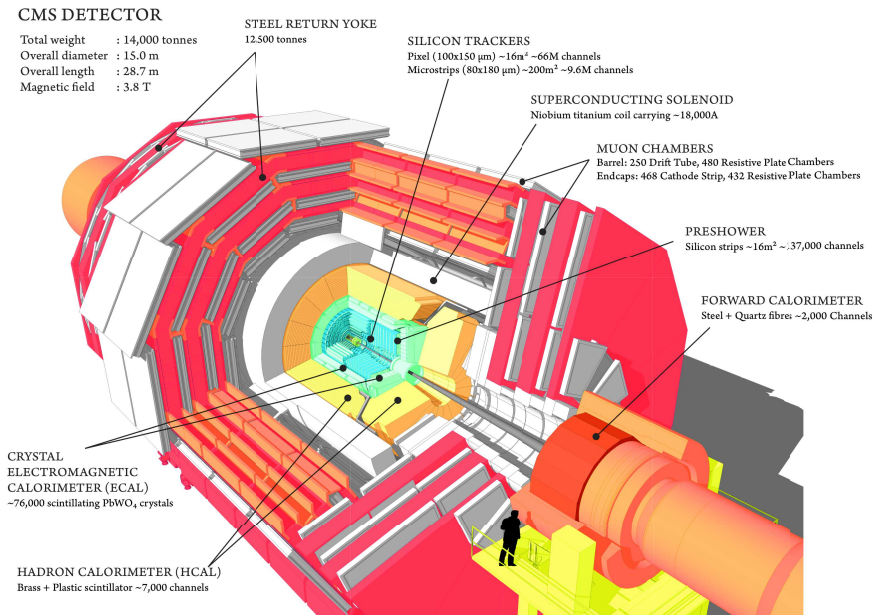 CMS DETECTOR
Total weight : 14,000 tonnes
Overall diameter : 15.0 m
Overall length : 28.7 m
Magnetic field : 3.8 T
STEEL RETURN YOKE
12.500 tonnes
SILICON TRACKERS
Pixel (100x150 μm) ~16m² ~66M channels
Microstrips (80x180 μm) ~200m² ~9.6M channels
SUPERCONDUCTING SOLENOID
Niobium titanium coil carrying ~18,000A
MUON CHAMBERS
Barrel: 250 Drift Tube, 480 Resistive Plate Chambers
Endcaps: 468 Cathode Strip, 432 Resistive Plate Chambers
PRESHOWER
Silicon strips ~16m² ~137,000 channels
FORWARD CALORIMETER
Steel + Quartz fibres ~2,000 Channels
CRYSTAL
ELECTROMAGNETIC
CALORIMETER (ECAL)
~76,000 scintillating PbWO₄ crystals
HADRON CALORIMETER (HCAL)
Brass + Plastic scintillator ~7,000 channels